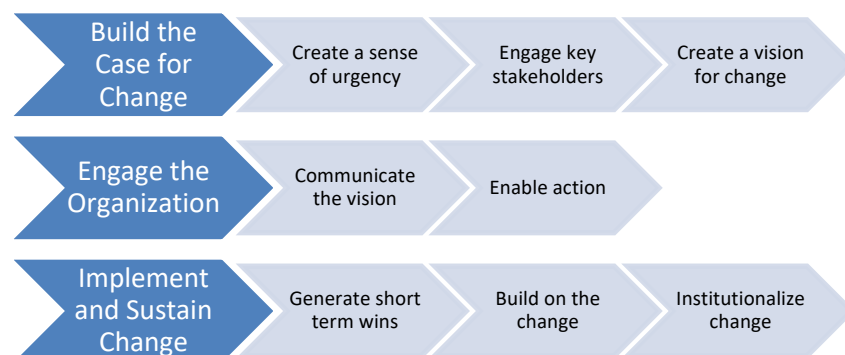 Build the
Case for
Change
Create a sense
of urgency
Engage key
stakeholders
Create a vision
for change
Engage the
Organization
Communicate
the vision
Enable action
Implement
and Sustain
Change
Generate short
term wins
Build on the
change
Institutionalize
change